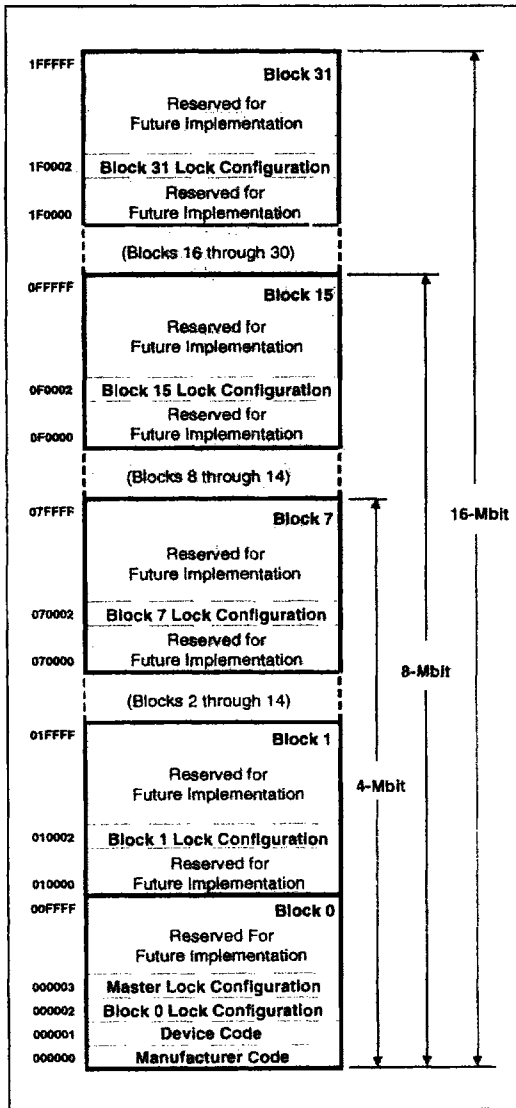 1FFFFF
Block 31
Reserved for
Future Implementation
1F0002 Block 31 Lock Configuration
Reserved for
1F0000 Future Implementation
(Blocks 16 through 30)
0FFFFF
Block 15
Reserved for
Future Implementation
0F0002 Block 15 Lock Configuration
Reserved for
0F0000 Future Implementation
(Blocks 8 through 14)
07FFFF
Block 7
16-Mbit
Reserved for
Future Implementation
070002 Block 7 Lock Configuration
Reserved for
070000 Future Implementation
8-Mbit
(Blocks 2 through 14)
01FFFF
Block 1
Reserved for
Future Implementation
4-Mbit
010002 Block 1 Lock Configuration
Reserved for
010000 Future Implementation
00FFFF Block 0
Reserved For
Future Implementation
000003 Master Lock Configuration
000002 Block 0 Lock Configuration
000001 Device Code
000000 Manufacturer Code